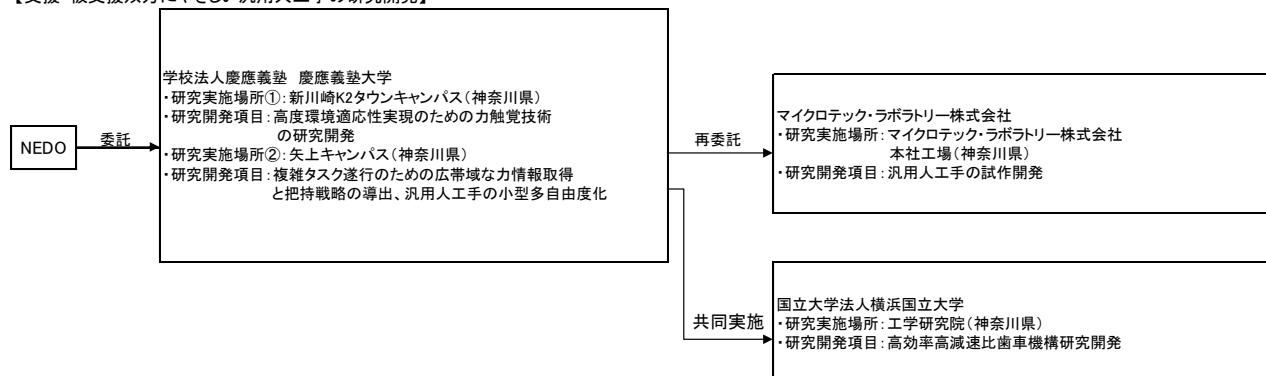 【支援・被支援双方にやさしい汎用人工手の研究開発】
NEDO
委託
学校法人慶應義塾 慶應義塾大学
・研究実施場所①：新川崎K2タウンキャンパス（神奈川県）
・研究開発項目：高度環境適応性実現のための力触覚技術
の研究開発
・研究実施場所②：矢上キャンパス（神奈川県）
・研究開発項目：複雑タスク遂行のための広帯域な力情報取得
と把持戦略の導出、汎用人工手の小型多自由度化
再委託
マイクロテック・ラボラトリー株式会社
・研究実施場所：マイクロテック・ラボラトリー株式会社
本社工場（神奈川県）
・研究開発項目：汎用人工手の試作開発
共同実施
国立大学法人横浜国立大学
・研究実施場所：工学研究院（神奈川県）
・研究開発項目：高効率高減速比歯車機構研究開発